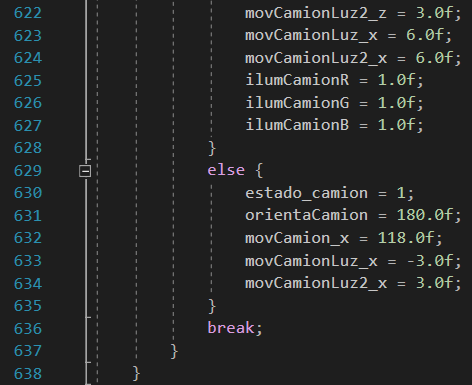 622 movCamionLuz2_z = 3.0f;
623 movCamionLuz_x = 6.0f;
624 movCamionLuz2_x = 6.0f;
625 ilumCamionR = 1.0f;
626 ilumCamionG = 1.0f;
627 ilumCamionB = 1.0f;
628 }
629 else {
630 estado_camion = 1;
631 orientaCamion = 180.0f;
632 movCamion_x = 118.0f;
633 movCamionLuz_x = -3.0f;
634 movCamionLuz2_x = 3.0f;
635 }
636 break;
637 }
638 }